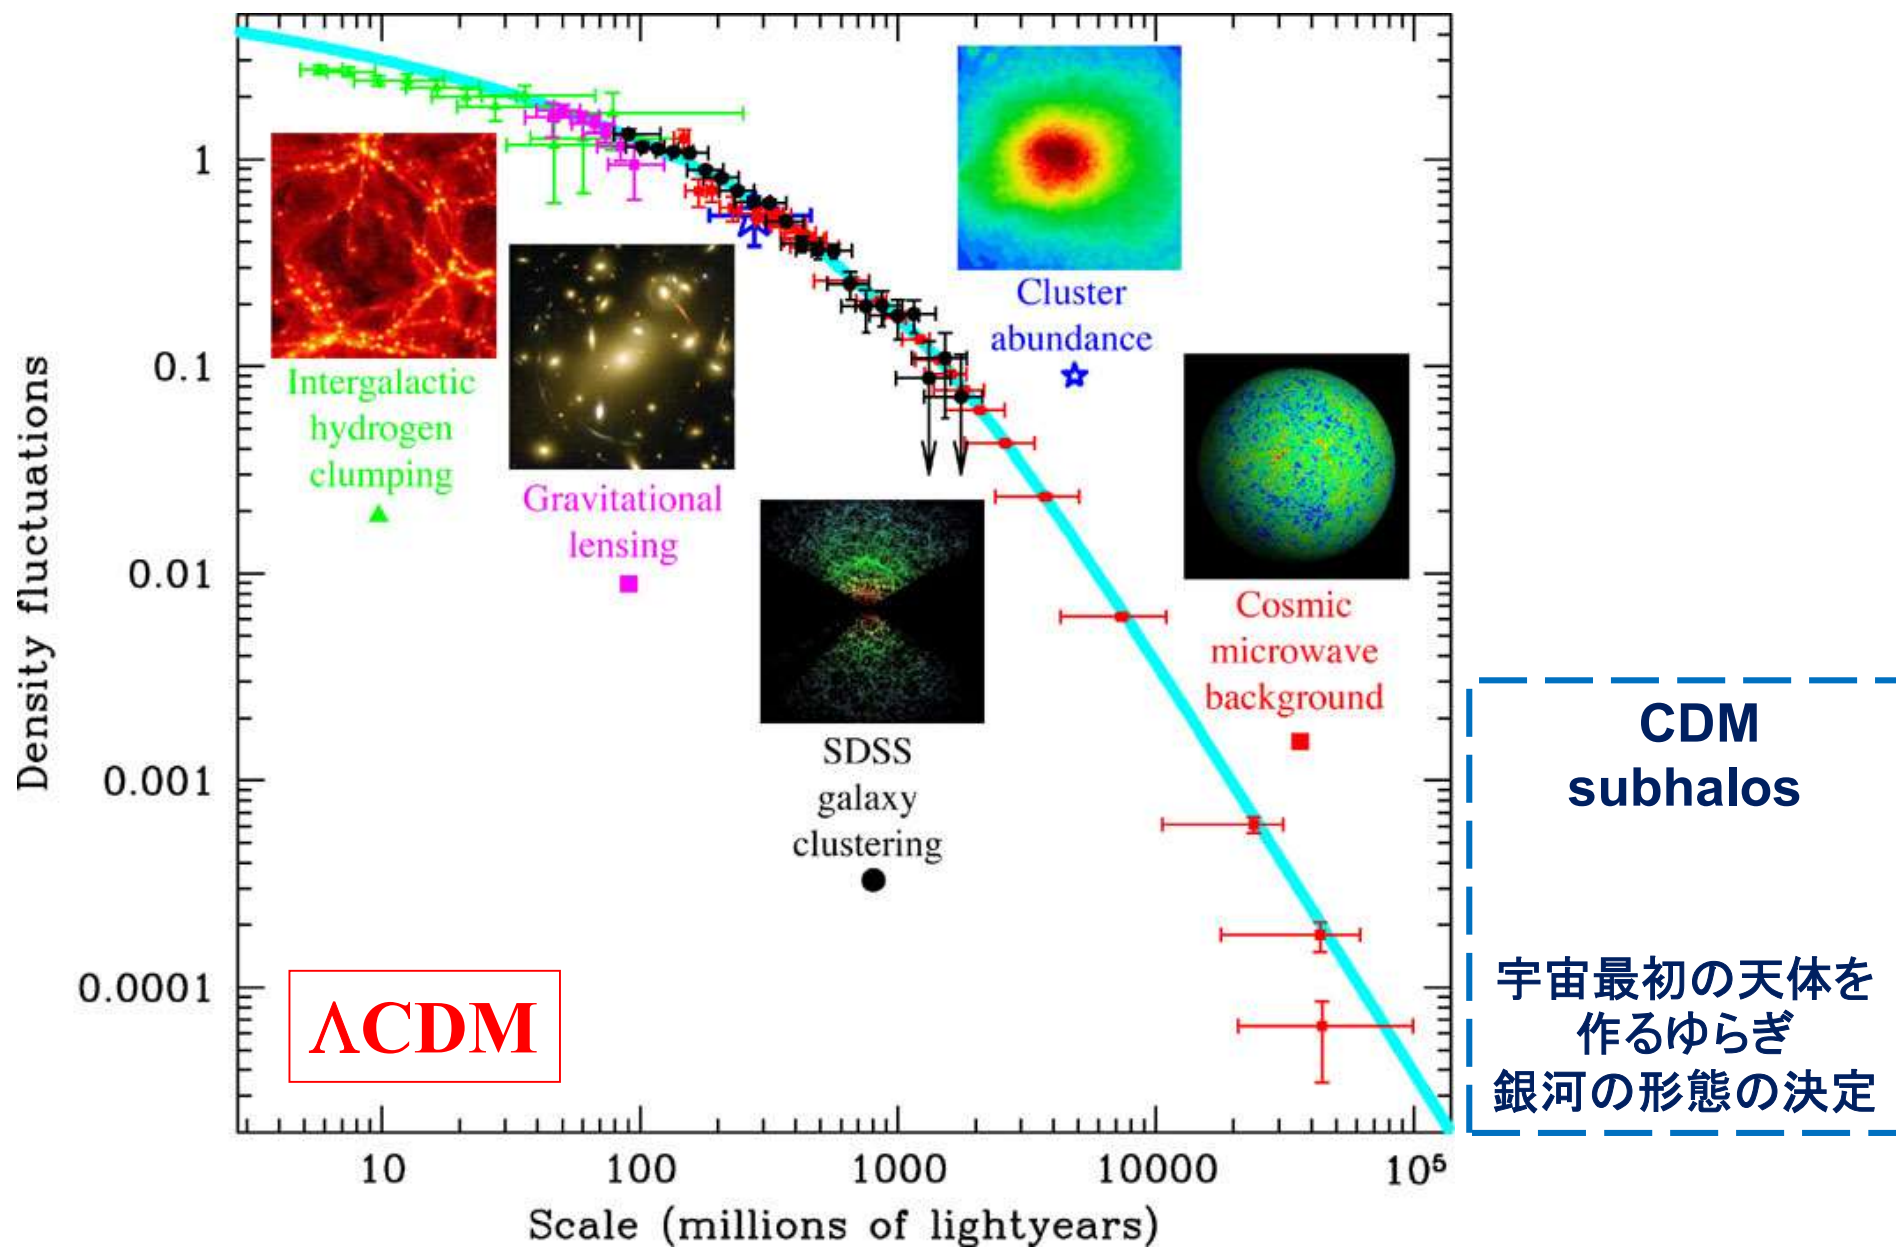 Density fluctuations
1
0.1
0.01
0.001
0.0001
Intergalactic
hydrogen
clumping
Gravitational
lensing
SDSS
galaxy
clustering
Cluster
abundance
Cosmic
microwave
background
ΛCDM
10
100
1000
10000
10⁵
Scale (millions of lightyears)
CDM
subhalos
宇宙最初の天体を
作るゆらぎ
銀河の形態の決定